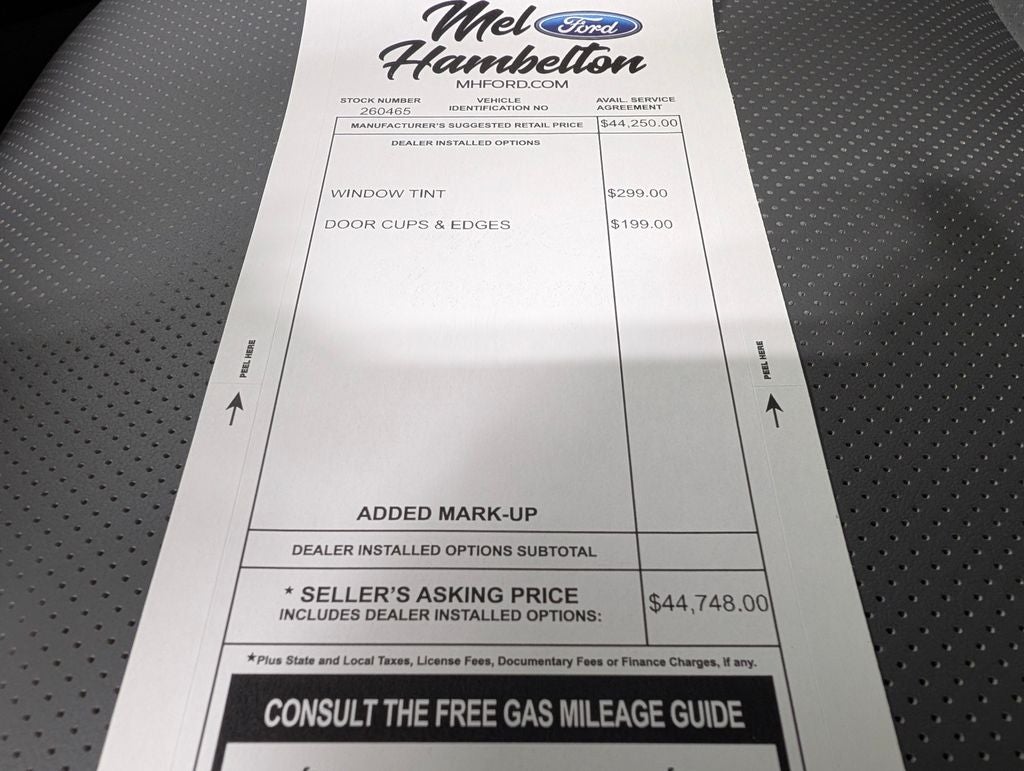 Mel Ford
Hambelton
MHFORD.COM
STOCK NUMBER
260465
VEHICLE
IDENTIFICATION NO
AVAIL. SERVICE
AGREEMENT
MANUFACTURER'S SUGGESTED RETAIL PRICE $44,250.00
DEALER INSTALLED OPTIONS
WINDOW TINT $299.00
DOOR CUPS & EDGES $199.00
PEEL HERE
PEEL HERE
ADDED MARK-UP
DEALER INSTALLED OPTIONS SUBTOTAL
* SELLER'S ASKING PRICE
INCLUDES DEALER INSTALLED OPTIONS:
$44,748.00
*Plus State and Local Taxes, License Fees, Documentary Fees or Finance Charges, if any.
CONSULT THE FREE GAS MILEAGE GUIDE